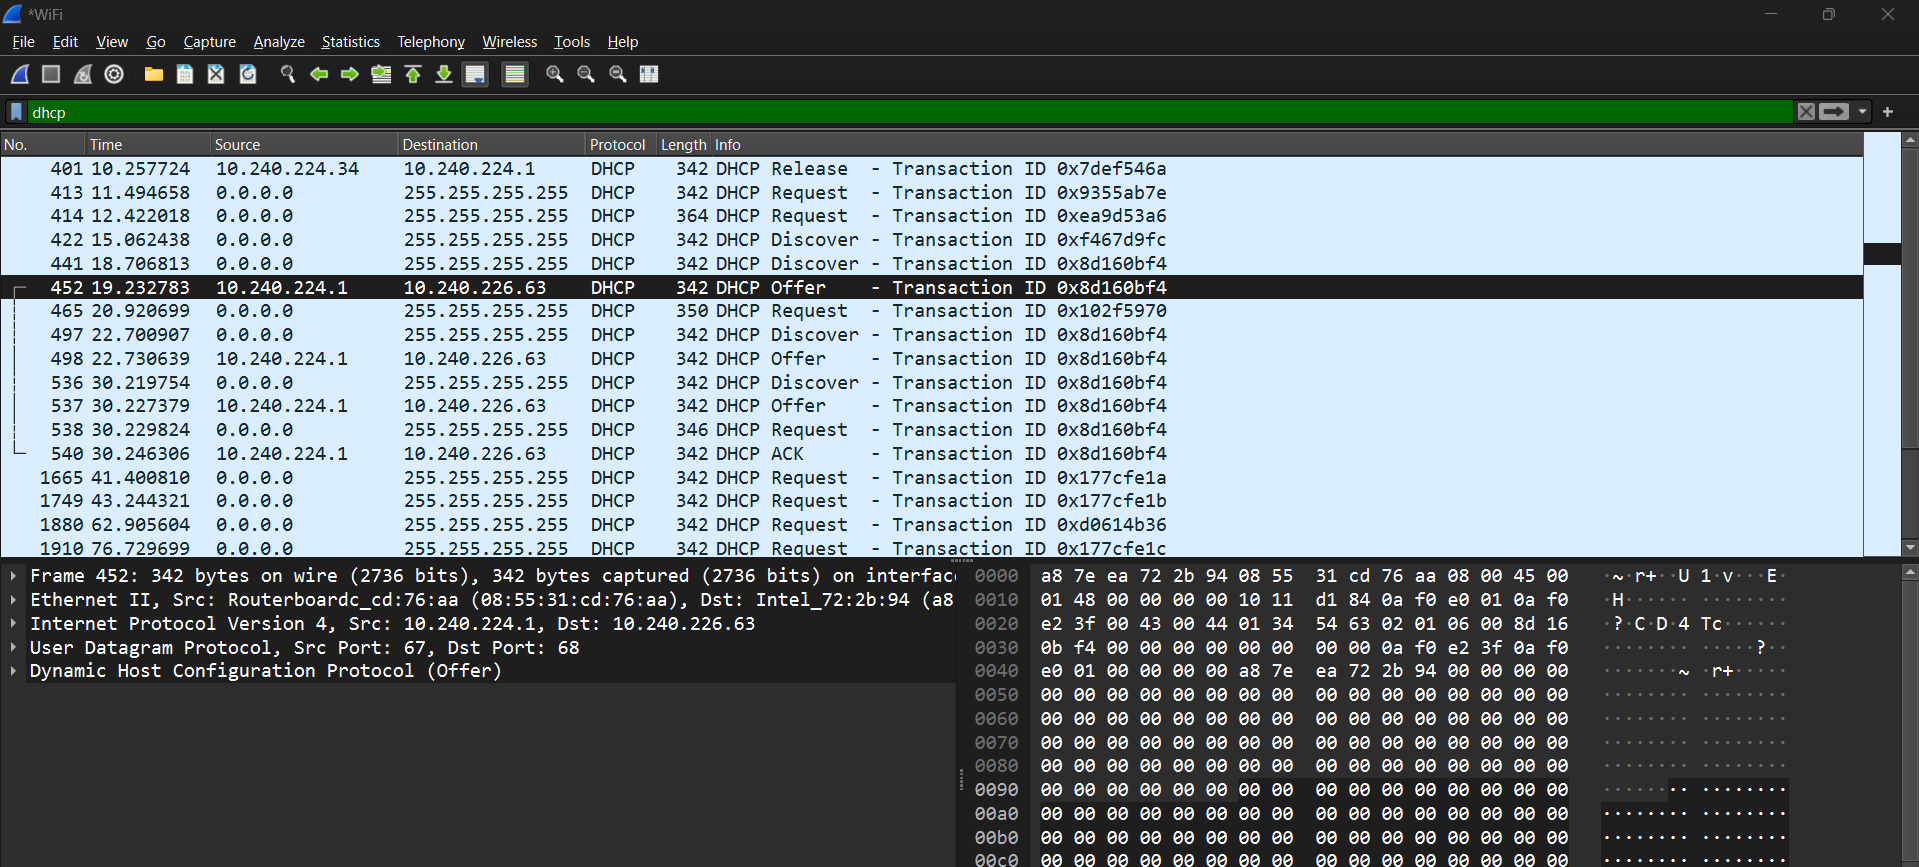 *WiFi
File Edit View Go Capture Analyze Statistics Telephony Wireless Tools Help
dhcp
No. Time Source Destination Protocol Length Info
401 10.257724 10.240.224.34 10.240.224.1 DHCP 342 DHCP Release - Transaction ID 0x7def546a
413 11.494658 0.0.0.0 255.255.255.255 DHCP 342 DHCP Request - Transaction ID 0x9355ab7e
414 12.422018 0.0.0.0 255.255.255.255 DHCP 364 DHCP Request - Transaction ID 0xea9d53a6
422 15.062438 0.0.0.0 255.255.255.255 DHCP 342 DHCP Discover - Transaction ID 0xf467d9fc
441 18.706813 0.0.0.0 255.255.255.255 DHCP 342 DHCP Discover - Transaction ID 0x8d160bf4
452 19.232783 10.240.224.1 10.240.226.63 DHCP 342 DHCP Offer - Transaction ID 0x8d160bf4
465 20.920699 0.0.0.0 255.255.255.255 DHCP 350 DHCP Request - Transaction ID 0x102f5970
497 22.700907 0.0.0.0 255.255.255.255 DHCP 342 DHCP Discover - Transaction ID 0x8d160bf4
498 22.730639 10.240.224.1 10.240.226.63 DHCP 342 DHCP Offer - Transaction ID 0x8d160bf4
536 30.219754 0.0.0.0 255.255.255.255 DHCP 342 DHCP Discover - Transaction ID 0x8d160bf4
537 30.227379 10.240.224.1 10.240.226.63 DHCP 342 DHCP Offer - Transaction ID 0x8d160bf4
538 30.229824 0.0.0.0 255.255.255.255 DHCP 346 DHCP Request - Transaction ID 0x8d160bf4
540 30.246306 10.240.224.1 10.240.226.63 DHCP 342 DHCP ACK - Transaction ID 0x8d160bf4
1665 41.400810 0.0.0.0 255.255.255.255 DHCP 342 DHCP Request - Transaction ID 0x177cfe1a
1749 43.244321 0.0.0.0 255.255.255.255 DHCP 342 DHCP Request - Transaction ID 0x177cfe1b
1880 62.905604 0.0.0.0 255.255.255.255 DHCP 342 DHCP Request - Transaction ID 0xd0614b36
1910 76.729699 0.0.0.0 255.255.255.255 DHCP 342 DHCP Request - Transaction ID 0x177cfe1c
Frame 452: 342 bytes on wire (2736 bits), 342 bytes captured (2736 bits) on interfac
Ethernet II, Src: Routerboardc_cd:76:aa (08:55:31:cd:76:aa), Dst: Intel_72:2b:94 (a8
Internet Protocol Version 4, Src: 10.240.224.1, Dst: 10.240.226.63
User Datagram Protocol, Src Port: 67, Dst Port: 68
Dynamic Host Configuration Protocol (Offer)
0000 a8 7e ea 72 2b 94 08 55 31 cd 76 aa 08 00 45 00 ·~·r+··U 1·v···E·
0010 01 48 00 00 00 00 10 11 d1 84 0a f0 e0 01 0a f0 ·H······ ········
0020 e2 3f 00 43 00 44 01 34 54 63 02 01 06 00 8d 16 ·?·C·D·4 Tc······
0030 0b f4 00 00 00 00 00 00 00 00 0a f0 e2 3f 0a f0 ········ ·····?··
0040 e0 01 00 00 00 00 a8 7e ea 72 2b 94 00 00 00 00 ·······~ ·r+·····
0050 00 00 00 00 00 00 00 00 00 00 00 00 00 00 00 00 ········ ········
0060 00 00 00 00 00 00 00 00 00 00 00 00 00 00 00 00 ········ ········
0070 00 00 00 00 00 00 00 00 00 00 00 00 00 00 00 00 ········ ········
0080 00 00 00 00 00 00 00 00 00 00 00 00 00 00 00 00 ········ ········
0090 00 00 00 00 00 00 00 00 00 00 00 00 00 00 00 00 ········ ········
00a0 00 00 00 00 00 00 00 00 00 00 00 00 00 00 00 00 ········ ········
00b0 00 00 00 00 00 00 00 00 00 00 00 00 00 00 00 00 ········ ········
00c0 00 00 00 00 00 00 00 00 00 00 00 00 00 00 00 00 ········ ········